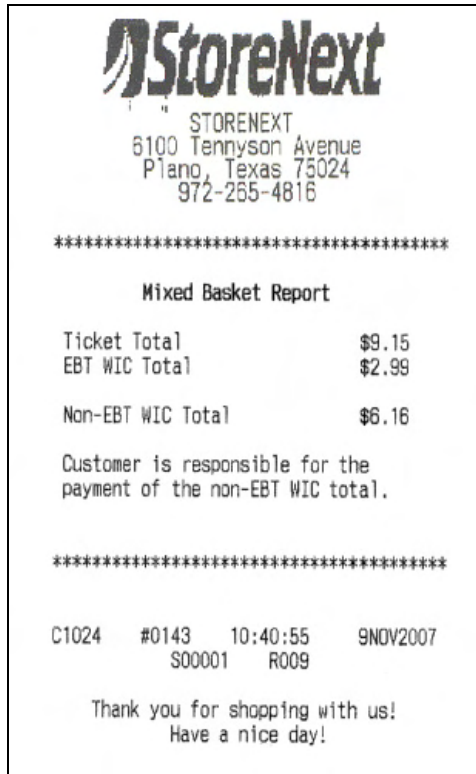 StoreNext
STORENEXT
6100 Tennyson Avenue
Plano, Texas 75024
972-265-4816
****************************************
Mixed Basket Report
Ticket Total $9.15
EBT WIC Total $2.99
Non-EBT WIC Total $6.16
Customer is responsible for the
payment of the non-EBT WIC total.
****************************************
C1024 #0143 10:40:55 9NOV2007
S00001 R009
Thank you for shopping with us!
Have a nice day!